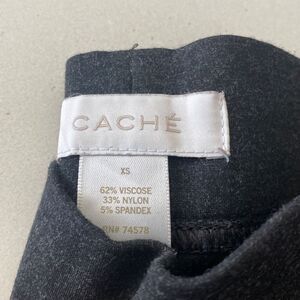 CACHÉ
XS
62% VISCOSE
33% NYLON
5% SPANDEX
RN# 74578